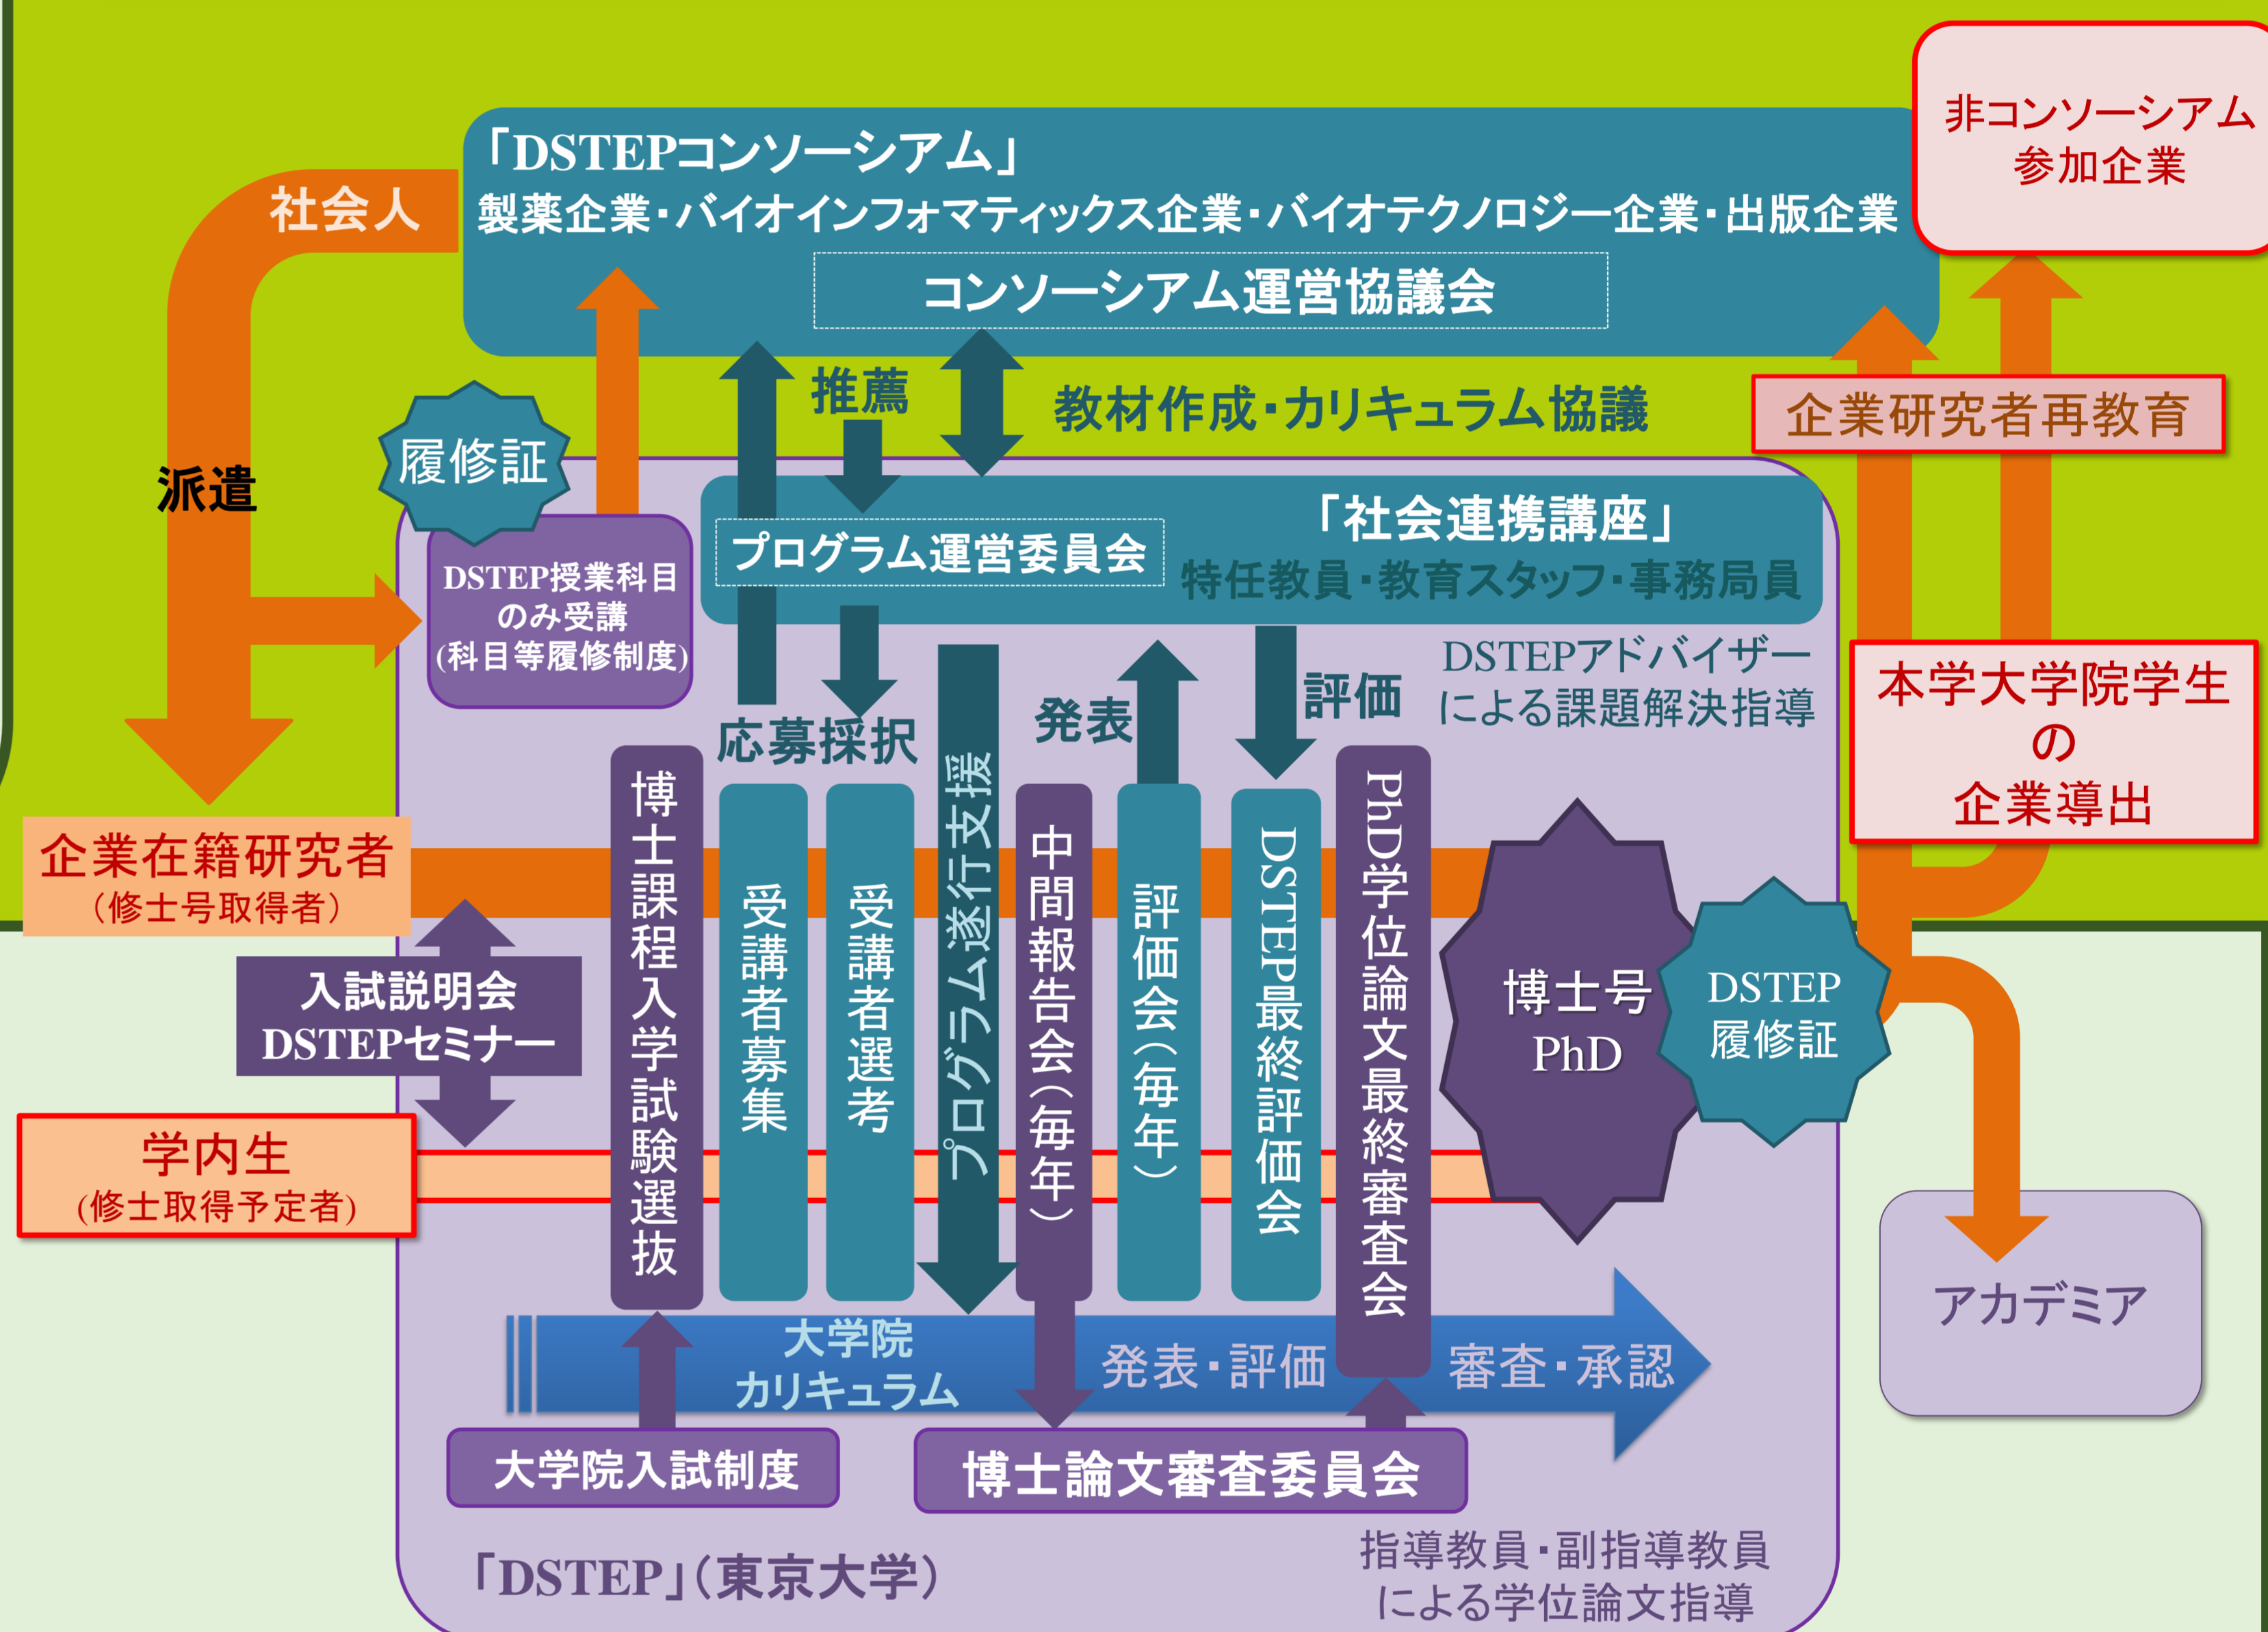 非コンソーシアム
参加企業
「DSTEPコンソーシアム」
製薬企業・バイオインフォマティックス企業・バイオテクノロジー企業・出版企業
コンソーシアム運営協議会
社会人
派遣
推薦
教材作成・カリキュラム協議
企業研究者再教育
履修証
DSTEP授業科目
のみ受講
(科目等履修制度)
「社会連携講座」
プログラム運営委員会
特任教員・教育スタッフ・事務局員
DSTEPアドバイザー
による課題解決指導
応募採択
発表
評価
本学大学院学生
の
企業導出
企業在籍研究者
（修士号取得者）
入試説明会
DSTEPセミナー
学内生
(修士取得予定者)
博士課程入学試験選抜
受講者募集
受講者選考
プログラム遂行支援
中間報告会（毎年）
評価会（毎年）
DSTEP最終評価会
PhD学位論文最終審査会
博士号
PhD
DSTEP
履修証
アカデミア
大学院
カリキュラム
発表・評価
審査・承認
大学院入試制度
博士論文審査委員会
「DSTEP」（東京大学）
指導教員・副指導教員
による学位論文指導